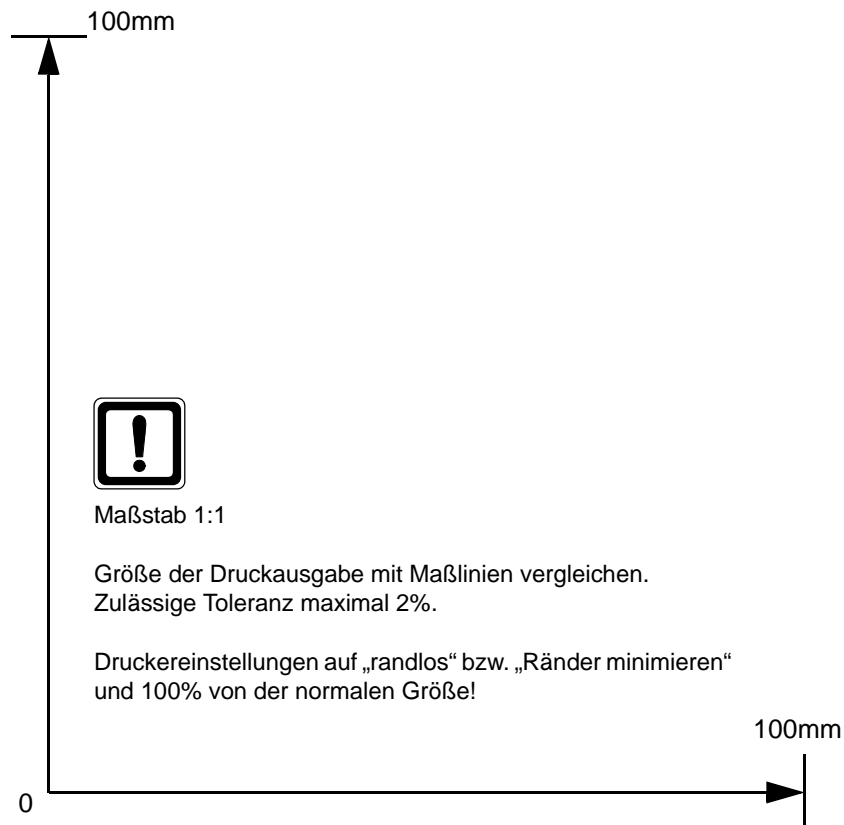 100mm
Maßstab 1:1
Größe der Druckausgabe mit Maßlinien vergleichen.
Zulässige Toleranz maximal 2%.
Druckereinstellungen auf „randlos“ bzw. „Ränder minimieren“
und 100% von der normalen Größe!
100mm
0